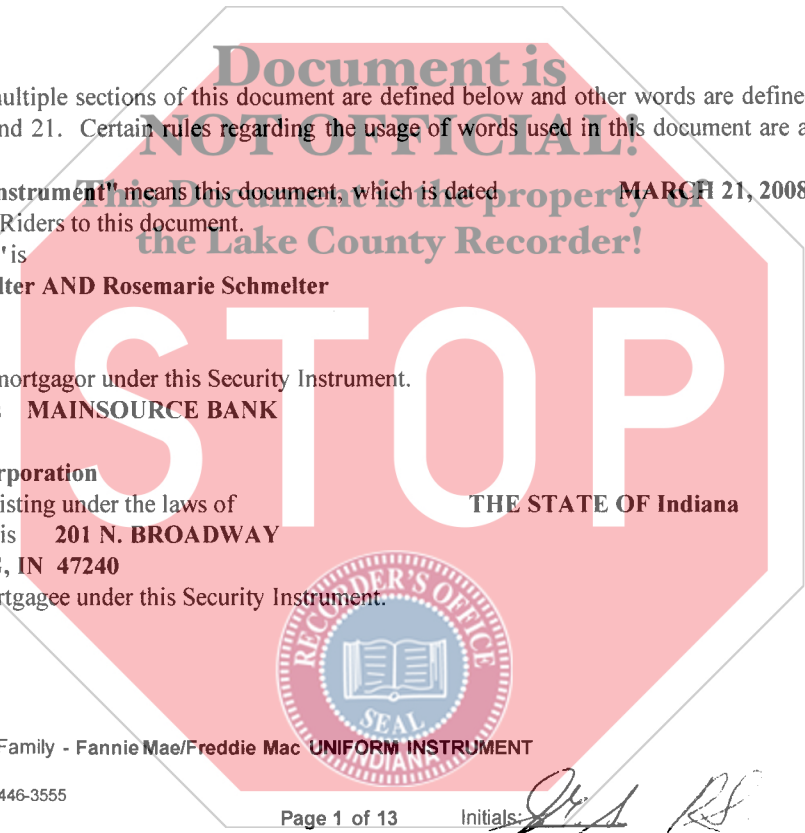 Document is
NOT OFFICIAL!
This Document is the property of
the Lake County Recorder!
STOP
multiple sections of this document are defined below and other words are define
nd 21. Certain rules regarding the usage of words used in this document are a
nstrument" means this document, which is dated MARCH 21, 2008
Riders to this document.
" is
lter AND Rosemarie Schmelter
mortgagor under this Security Instrument.
MAINSOURCE BANK
rporation
isting under the laws of THE STATE OF Indiana
is 201 N. BROADWAY
, IN 47240
rtgagee under this Security Instrument.
RECORDER'S OFFICE
SEAL
INDIANA
Family - Fannie Mae/Freddie Mac UNIFORM INSTRUMENT
446-3555
Page 1 of 13 Initials: RS